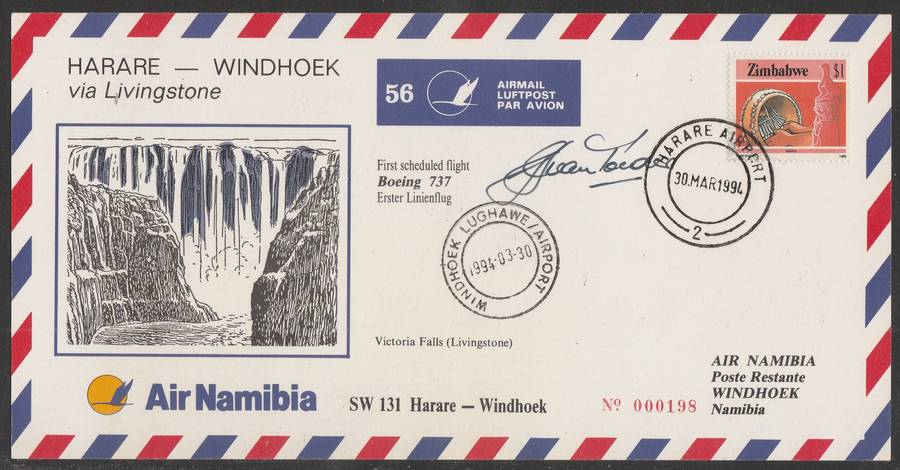 HARARE — WINDHOEK
via Livingstone
56
AIRMAIL
LUFTPOST
PAR AVION
Zimbabwe $1
First scheduled flight
Boeing 737
Erster Linienflug
HARARE AIRPORT
30.MAR1994
2
WINDHOEK LUGHAWE/AIRPORT
1994-03-30
Victoria Falls (Livingstone)
Air Namibia
SW 131 Harare — Windhoek
Nº 000198
AIR NAMIBIA
Poste Restante
WINDHOEK
Namibia